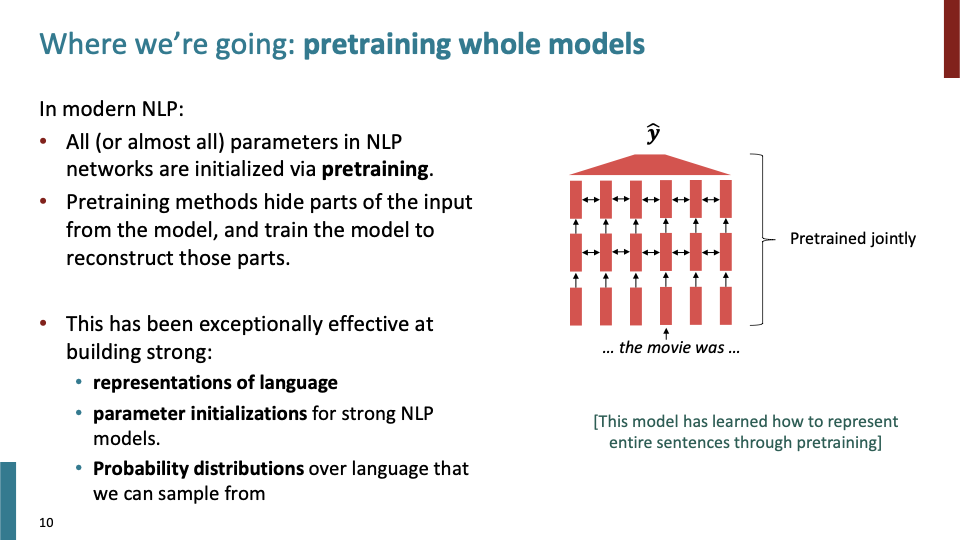 Where we're going: pretraining whole models
In modern NLP:
• All (or almost all) parameters in NLP
networks are initialized via pretraining.
• Pretraining methods hide parts of the input
from the model, and train the model to
reconstruct those parts.
• This has been exceptionally effective at
building strong:
• representations of language
• parameter initializations for strong NLP
models.
• Probability distributions over language that
we can sample from
10
ŷ
Pretrained jointly
… the movie was …
[This model has learned how to represent
entire sentences through pretraining]